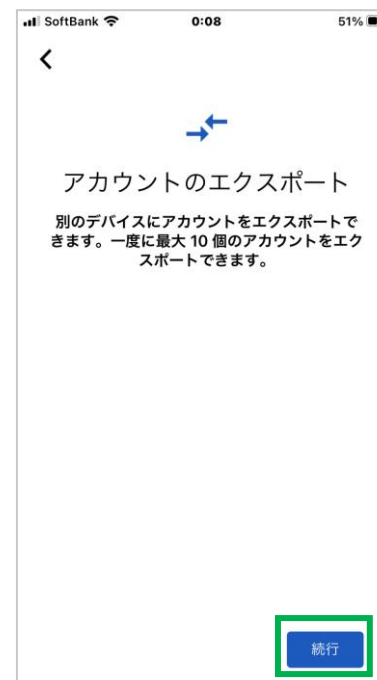 SoftBank 0:08 51%
アカウントのエクスポート
別のデバイスにアカウントをエクスポートで
きます。一度に最大 10 個のアカウントをエク
スポートできます。
続行